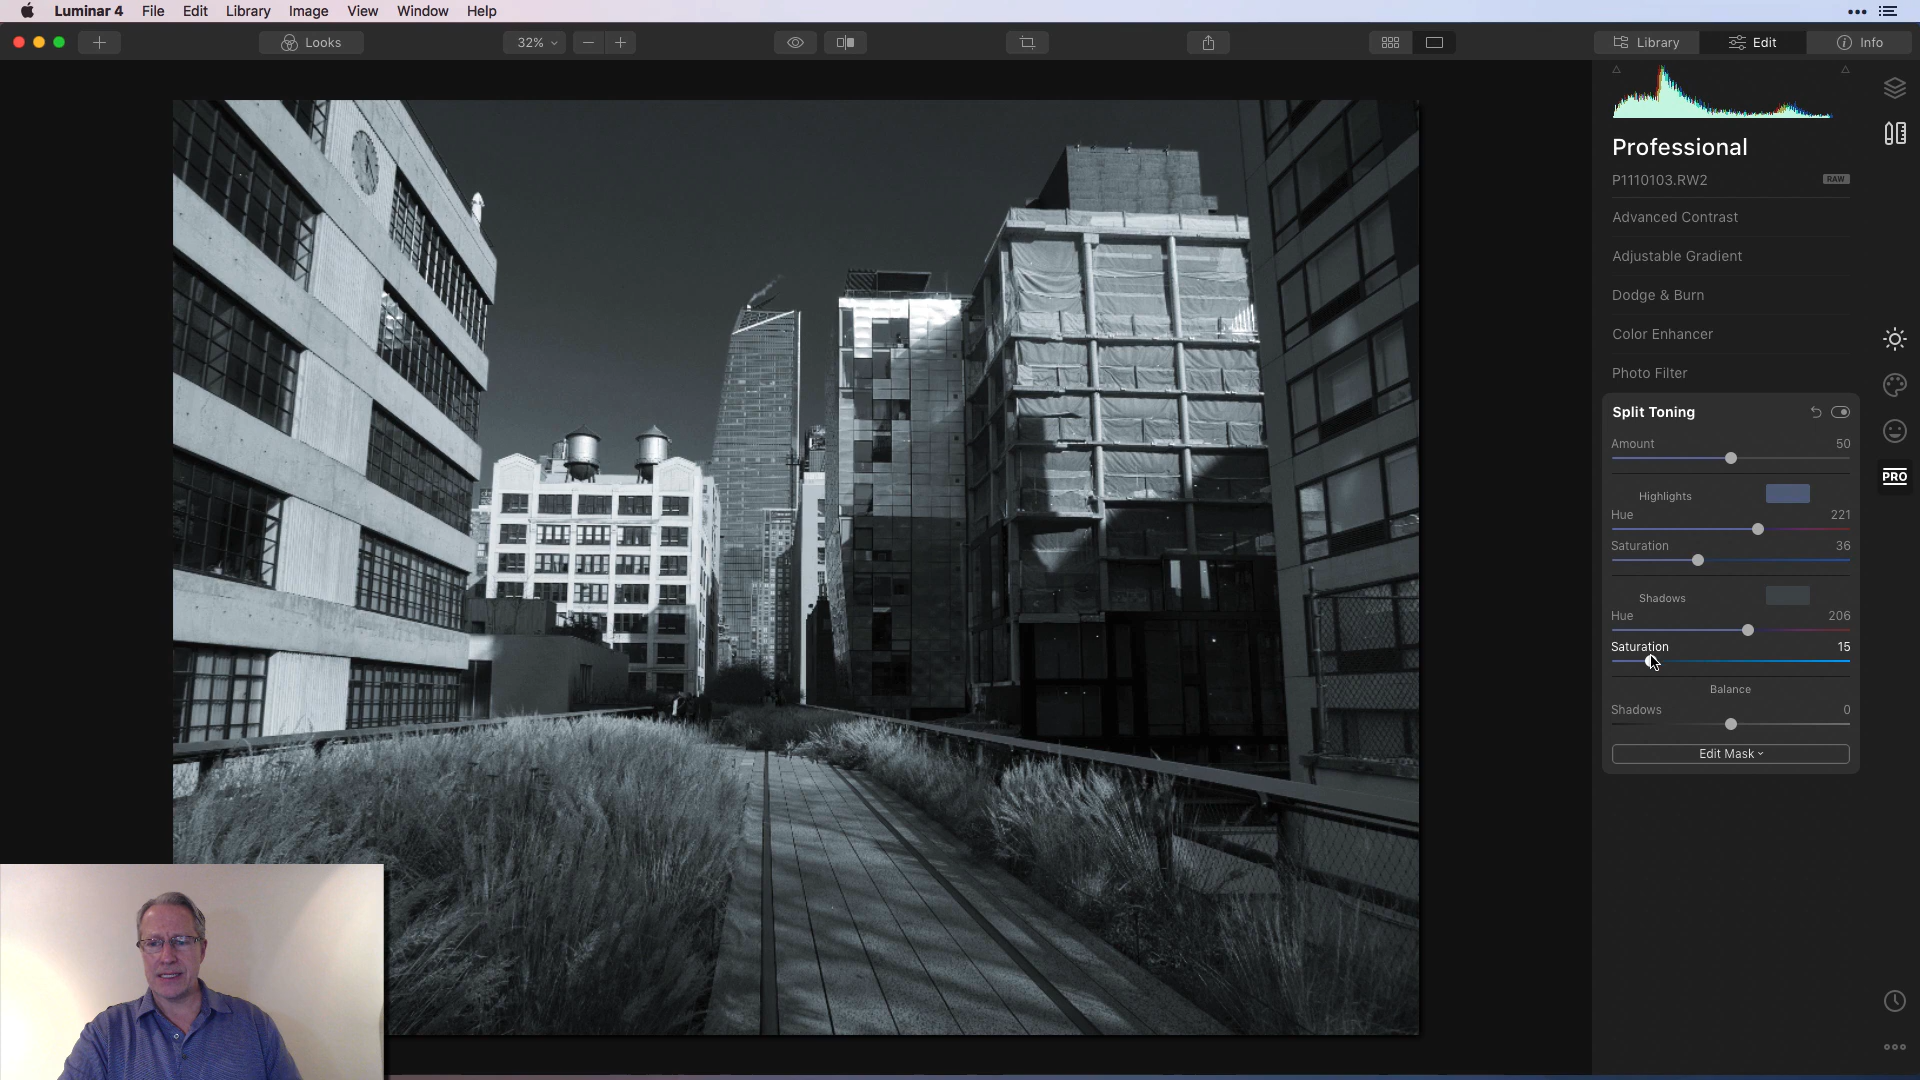 Luminar 4 File Edit Library Image View Window Help
Looks 32% Library Edit Info
Professional
P1110103.RW2 RAW
Advanced Contrast
Adjustable Gradient
Dodge & Burn
Color Enhancer
Photo Filter
Split Toning
Amount 50
PRO
Highlights
Hue 221
Saturation 36
Shadows
Hue 206
Saturation 15
Balance
Shadows 0
Edit Mask